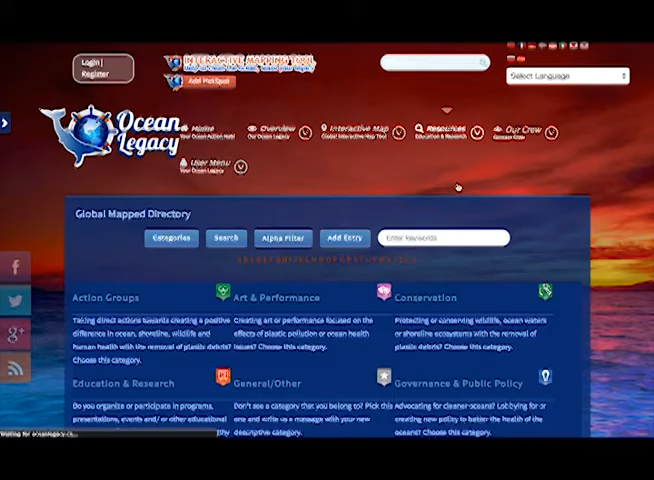 Login|
Register
INTERACTIVE MAPPING TOOL
Add HotSpot
Select Language
Ocean
Legacy
Home
Your Ocean Action Hotel
Overview
Our Ocean Legacy
Interactive Map
Global Interactive Map Tool
Resources
Education & Research
Our Crew
User Menu
Your Ocean Legacy
Global Mapped Directory
Categories
Search
Alpha Filter
Add Entry
Enter Keywords
Action Groups
Taking direct actions towards creating a positive
difference in ocean, shoreline, wildlife and
human health with the removal of plastic debris?
Choose this category.
Art & Performance
Creating art or performance focused on the
effects of plastic pollution or ocean health
issues? Choose this category.
Conservation
Protecting or conserving wildlife, ocean waters
or shoreline ecosystems with the removal of
plastic debris? Choose this category.
Education & Research
Do you organize or participate in programs,
presentations, events and/ or other educational
General/Other
Don't see a category that you belong to? Pick this
one and write us a message with your new
descriptive category.
Governance & Public Policy
Advocating for cleaner oceans? Lobbying for or
creating new policy to better the health of the
oceans? Choose this category.
Waiting for oceanlegacy.ca...